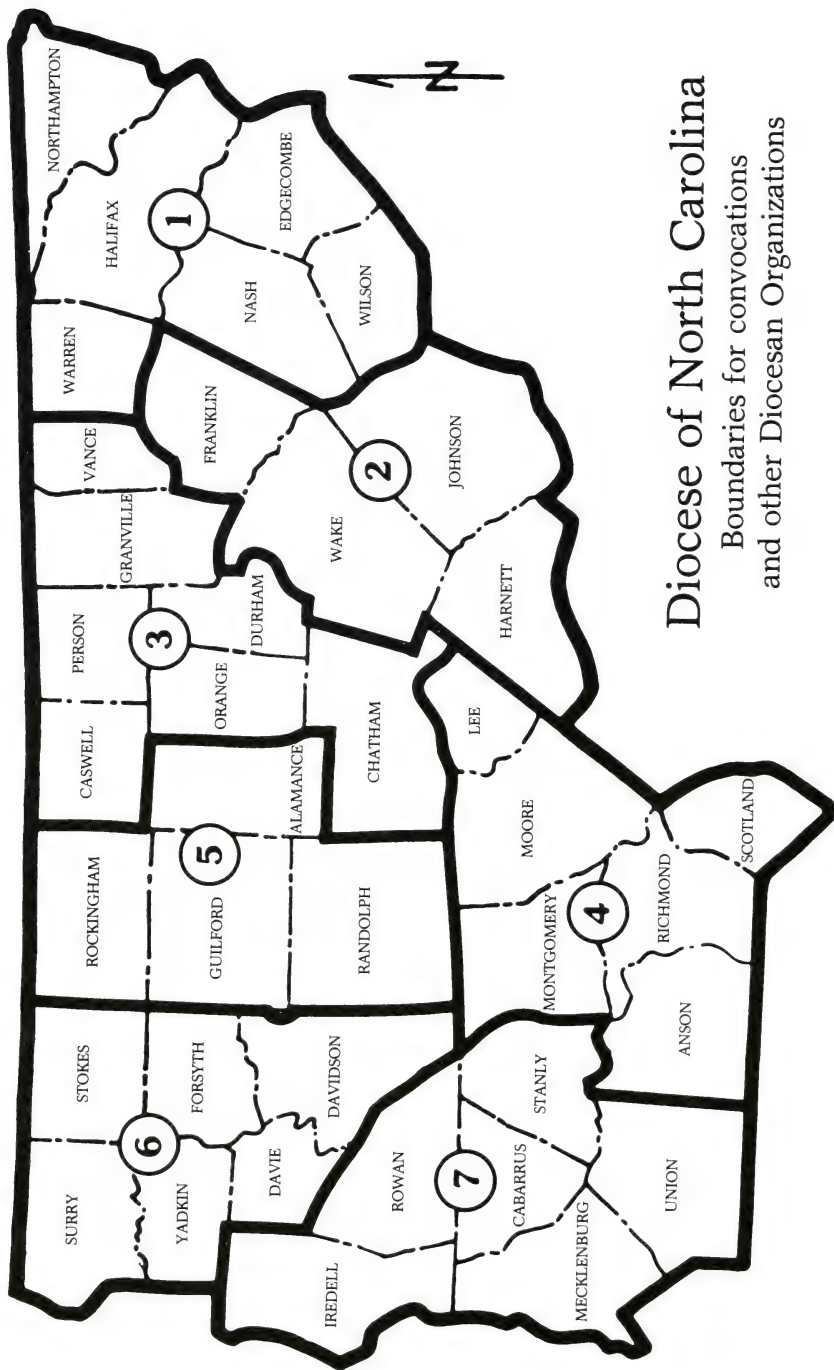 Diocese of North Carolina
Boundaries for convocations
and other Diocesan Organizations
N
SURRY
STOKES
ROCKINGHAM
CASWELL
PERSON
GRANVILLE
VANCE
WARREN
HALIFAX
NORTHAMPTON
6
YADKIN
FORSYTH
5
GUILFORD
ALAMANCE
3
ORANGE
DURHAM
FRANKLIN
1
NASH
EDGECOMBE
IREDELL
DAVIE
DAVIDSON
RANDOLPH
CHATHAM
WAKE
2
WILSON
ROWAN
7
CABARRUS
STANLY
MONTGOMERY
4
MOORE
LEE
HARNETT
JOHNSON
MECKLENBURG
UNION
ANSON
RICHMOND
SCOTLAND